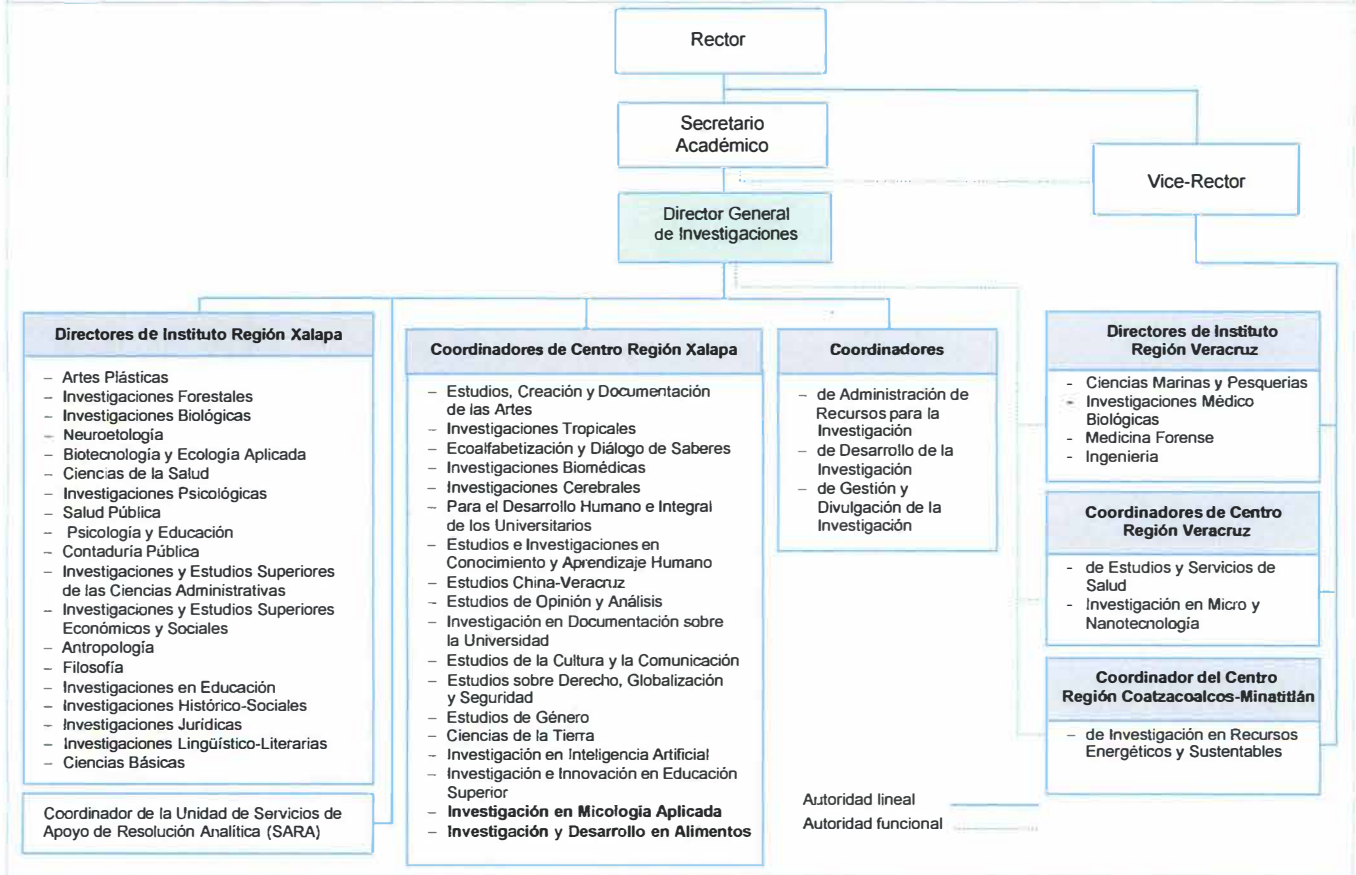 Rector
Secretario
Académico
Vice-Rector
Director General
de Investigaciones
Directores de Instituto Región Xalapa
– Artes Plásticas
– Investigaciones Forestales
– Investigaciones Biológicas
– Neuroetología
– Biotecnología y Ecología Aplicada
– Ciencias de la Salud
– Investigaciones Psicológicas
– Salud Pública
– Psicología y Educación
– Contaduría Pública
– Investigaciones y Estudios Superiores
de las Ciencias Administrativas
– Investigaciones y Estudios Superiores
Económicos y Sociales
– Antropología
– Filosofía
– Investigaciones en Educación
– Investigaciones Histórico-Sociales
– Investigaciones Jurídicas
– Investigaciones Lingüístico-Literarias
– Ciencias Básicas
Coordinador de la Unidad de Servicios de
Apoyo de Resolución Analítica (SARA)
Coordinadores de Centro Región Xalapa
– Estudios, Creación y Documentación
de las Artes
– Investigaciones Tropicales
– Ecoalfabetización y Diálogo de Saberes
– Investigaciones Biomédicas
– Investigaciones Cerebrales
– Para el Desarrollo Humano e Integral
de los Universitarios
– Estudios e Investigaciones en
Conocimiento y Aprendizaje Humano
– Estudios China-Veracruz
– Estudios de Opinión y Análisis
– Investigación en Documentación sobre
la Universidad
– Estudios de la Cultura y la Comunicación
– Estudios sobre Derecho, Globalización
y Seguridad
– Estudios de Género
– Ciencias de la Tierra
– Investigación en Inteligencia Artificial
– Investigación e Innovación en Educación
Superior
– Investigación en Micología Aplicada
– Investigación y Desarrollo en Alimentos
Coordinadores
– de Administración de
Recursos para la
Investigación
– de Desarrollo de la
Investigación
– de Gestión y
Divulgación de la
Investigación
Directores de Instituto
Región Veracruz
- Ciencias Marinas y Pesquerias
- Investigaciones Médico
Biológicas
- Medicina Forense
- Ingenieria
Coordinadores de Centro
Región Veracruz
– de Estudios y Servicios de
Salud
– Investigación en Micro y
Nanotecnología
Coordinador del Centro
Región Coatzacoalcos-Minatitlán
– de Investigación en Recursos
Energéticos y Sustentables
Autoridad lineal
Autoridad funcional